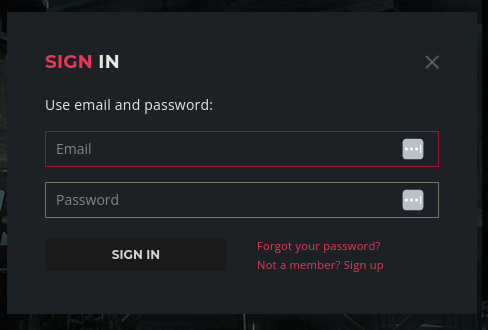 SIGN IN
Use email and password:
Email
Password
SIGN IN
Forgot your password?
Not a member? Sign up